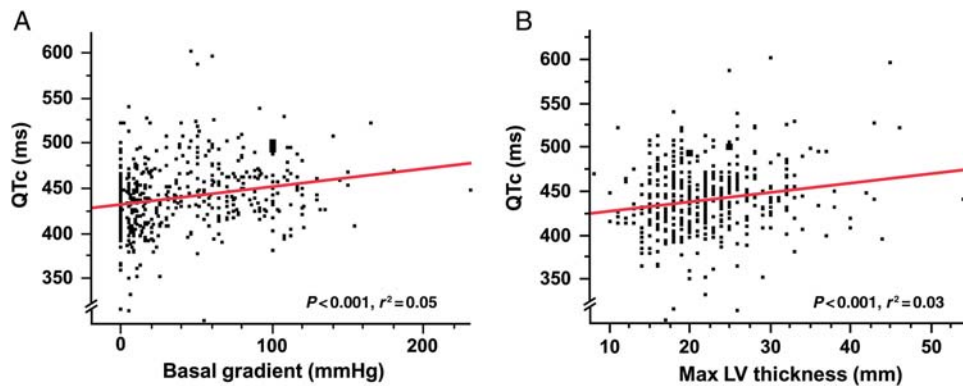 A
600
550
500
450
400
350
QTc (ms)
P<0.001, r²=0.05
0 100 200
Basal gradient (mmHg)
B
600
550
500
450
400
350
QTc (ms)
P<0.001, r²=0.03
10 20 30 40 50
Max LV thickness (mm)